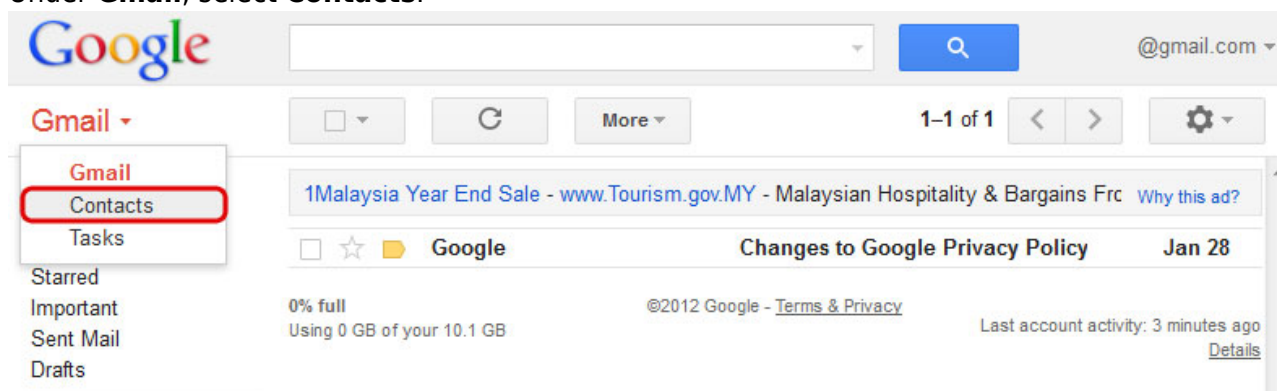 Under Gmail, select Contacts.
Google
@gmail.com
Gmail
More
1–1 of 1
Gmail
Contacts
Tasks
Starred
Important
Sent Mail
Drafts
1Malaysia Year End Sale - www.Tourism.gov.MY - Malaysian Hospitality & Bargains Frc Why this ad?
Google Changes to Google Privacy Policy Jan 28
0% full
Using 0 GB of your 10.1 GB
©2012 Google - Terms & Privacy
Last account activity: 3 minutes ago
Details